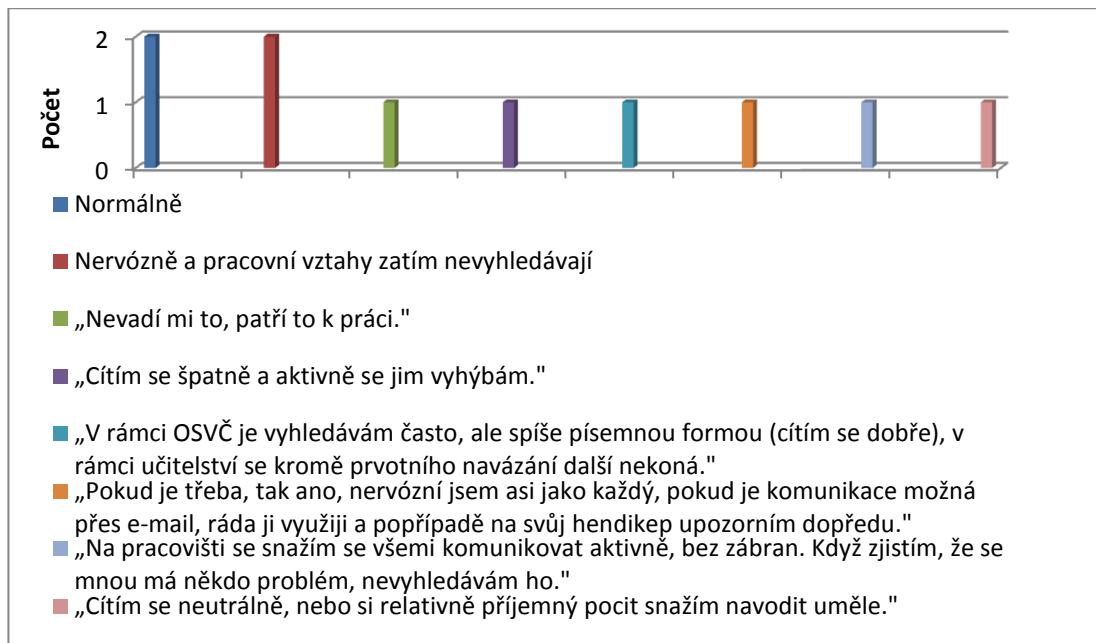 2
1
0
Počet
Normálně
Nervózně a pracovní vztahy zatím nevyhledávají
„Nevadí mi to, patří to k práci."
„Cítím se špatně a aktivně se jim vyhýbám."
„V rámci OSVČ je vyhledávám často, ale spíše písemnou formou (cítím se dobře), v
rámci učitelství se kromě prvotního navázání další nekoná."
„Pokud je třeba, tak ano, nervózní jsem asi jako každý, pokud je komunikace možná
přes e-mail, ráda ji využiji a popřípadě na svůj hendikep upozorním dopředu."
„Na pracovišti se snažím se všemi komunikovat aktivně, bez zábran. Když zjistím, že se
mnou má někdo problém, nevyhledávám ho."
„Cítím se neutrálně, nebo si relativně příjemný pocit snažím navodit uměle."